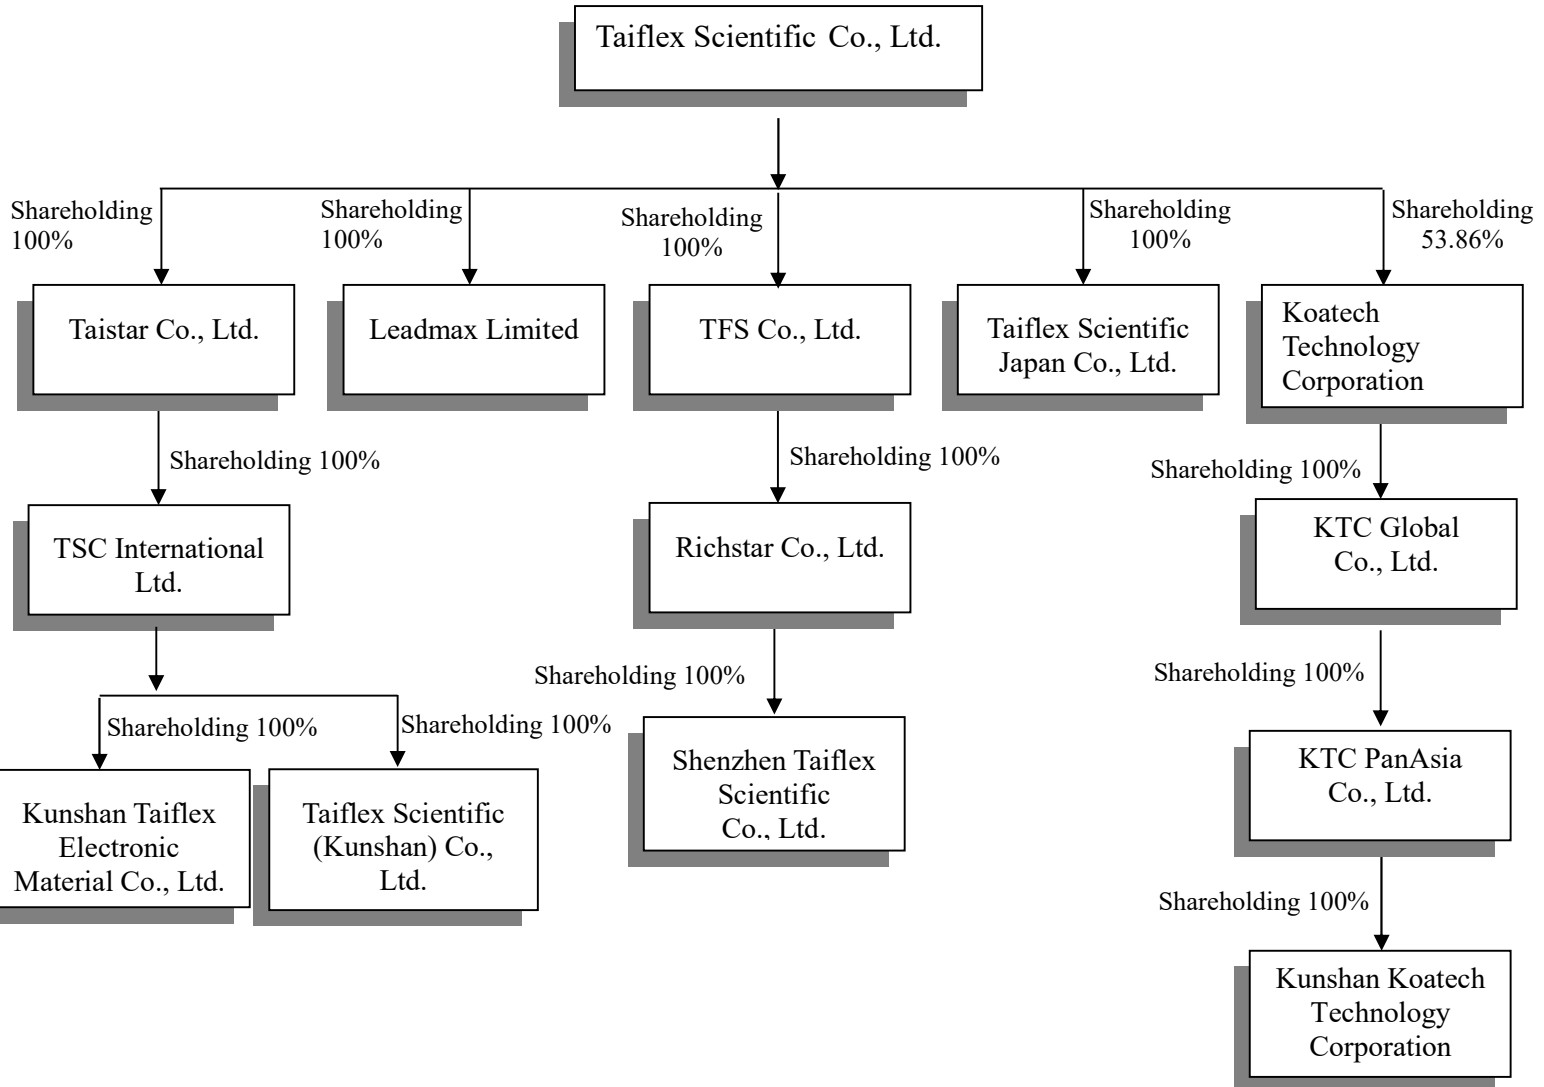 Taiflex Scientific Co., Ltd.
Shareholding
100%
Shareholding
100%
Shareholding
100%
Shareholding
100%
Shareholding
53.86%
Taistar Co., Ltd.
Leadmax Limited
TFS Co., Ltd.
Taiflex Scientific
Japan Co., Ltd.
Koatech
Technology
Corporation
Shareholding 100%
Shareholding 100%
Shareholding 100%
TSC International
Ltd.
Richstar Co., Ltd.
KTC Global
Co., Ltd.
Shareholding 100%
Shareholding 100%
Shareholding 100%
Shareholding 100%
Kunshan Taiflex
Electronic
Material Co., Ltd.
Taiflex Scientific
(Kunshan) Co.,
Ltd.
Shenzhen Taiflex
Scientific
Co., Ltd.
KTC PanAsia
Co., Ltd.
Shareholding 100%
Kunshan Koatech
Technology
Corporation